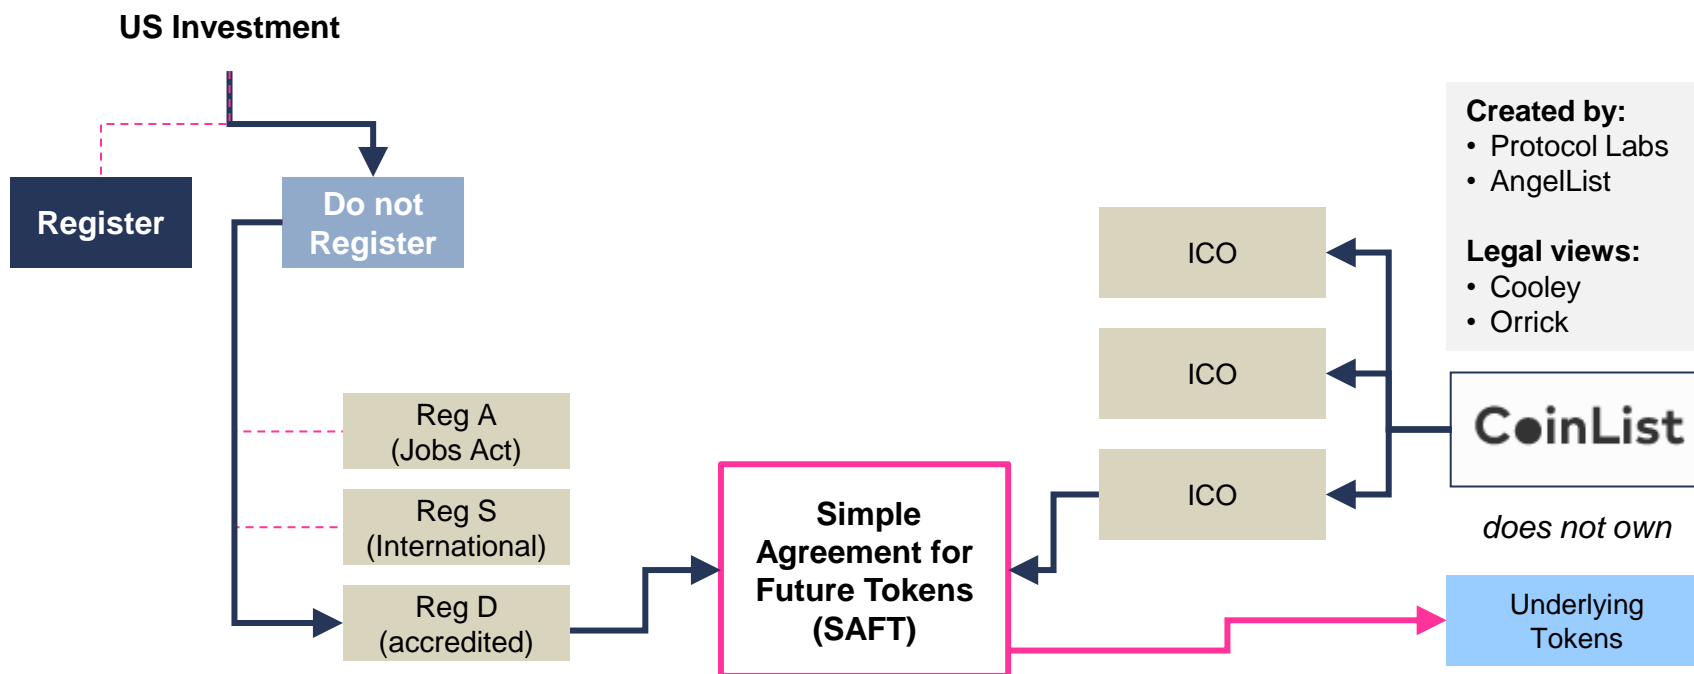 US Investment
Register
Do not
Register
Reg A
(Jobs Act)
Reg S
(International)
Reg D
(accredited)
Simple
Agreement for
Future Tokens
(SAFT)
ICO
ICO
ICO
Created by:
• Protocol Labs
• AngelList
Legal views:
• Cooley
• Orrick
CoinList
does not own
Underlying
Tokens